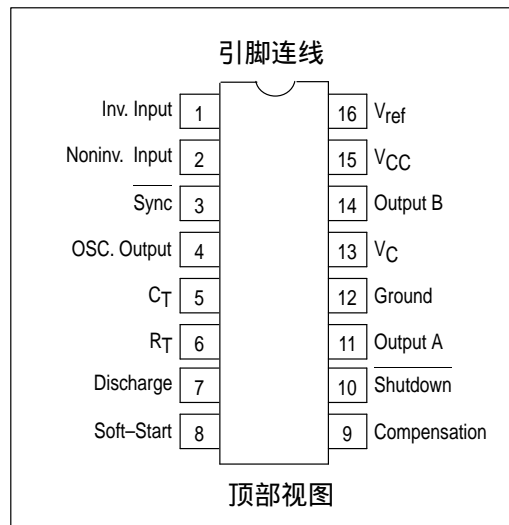 引脚连线
Inv. Input 1 16 Vref
Noninv. Input 2 15 VCC
Sync 3 14 Output B
OSC. Output 4 13 VC
CT 5 12 Ground
RT 6 11 Output A
Discharge 7 10 Shutdown
Soft–Start 8 9 Compensation
顶部视图